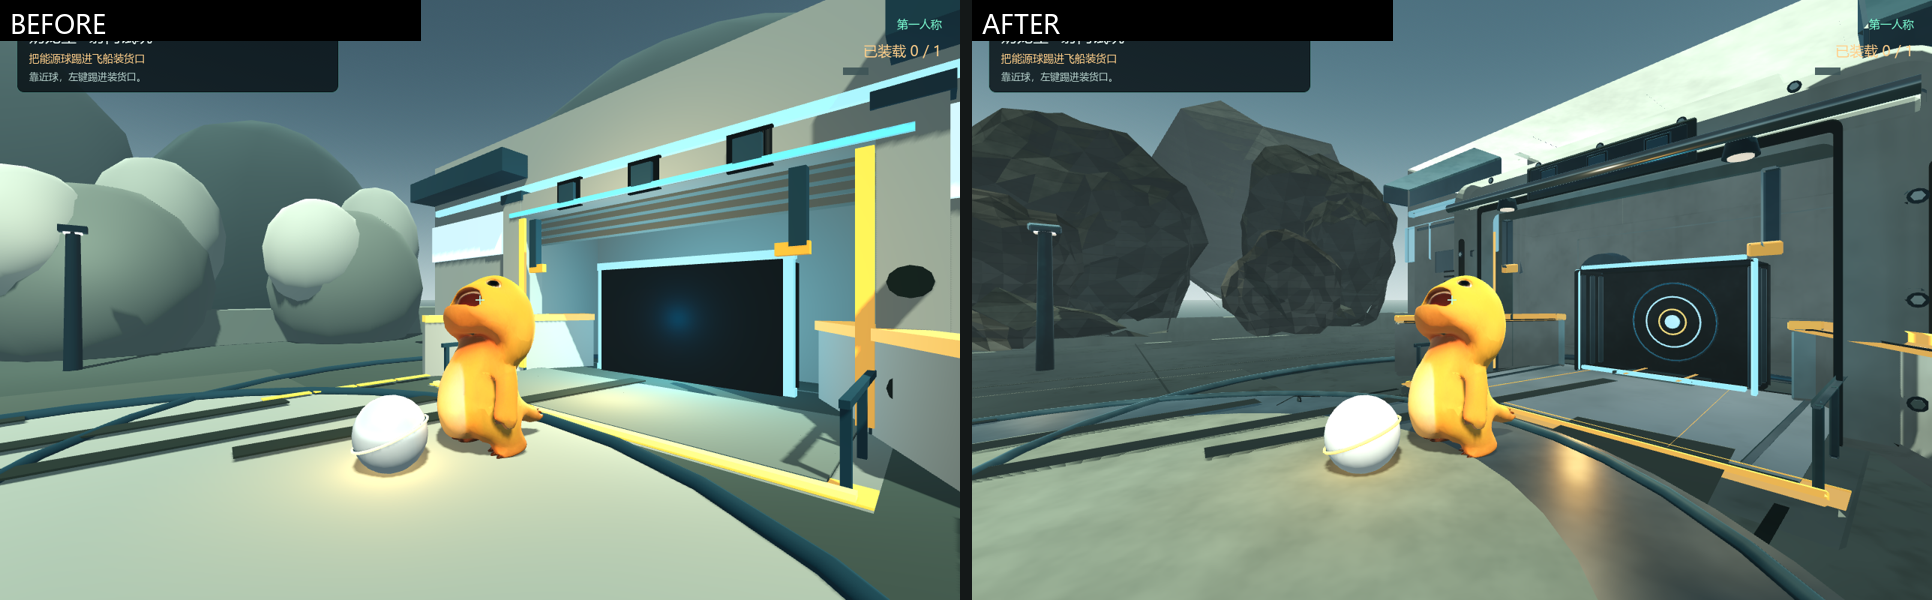 BEFORE
把能源球踢进飞船装货口
靠近球，左键踢进装货口。
第一人称
已装载 0 / 1
AFTER
把能源球踢进飞船装货口
靠近球，左键踢进装货口。
第一人称
已装载 0 / 1